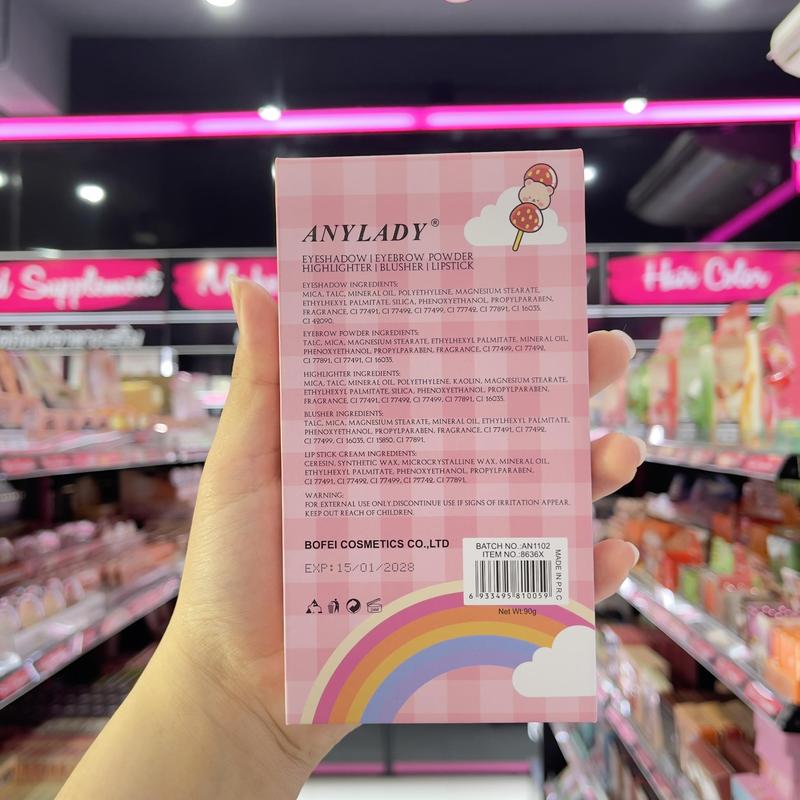 d Supplement
Hair Color
ANYLADY®
EYESHADOW | EYEBROW POWDER
HIGHLIGHTER | BLUSHER | LIPSTICK
EYESHADOW INGREDIENTS:
MICA, TALC, MINERAL OIL, POLYETHYLENE, MAGNESIUM STEARATE,
ETHYLHEXYL PALMITATE, SILICA, PHENOXYETHANOL, PROPYLPARABEN,
FRAGRANCE, CI 77491, CI 77492, CI 77499, CI 77742, CI 77891, CI 16035,
CI 42090.
EYEBROW POWDER INGREDIENTS:
TALC, MICA, MAGNESIUM STEARATE, ETHYLHEXYL PALMITATE, MINERAL OIL,
PHENOXYETHANOL, PROPYLPARABEN, FRAGRANCE, CI 77499, CI 77492,
CI 77891, CI 77491, CI 16035.
HIGHLIGHTER INGREDIENTS:
MICA, TALC, MINERAL OIL, POLYETHYLENE, KAOLIN, MAGNESIUM STEARATE,
ETHYLHEXYL PALMITATE, SILICA, PHENOXYETHANOL, PROPYLPARABEN,
FRAGRANCE, CI 77491, CI 77492, CI 77499, CI 77891, CI 16035.
BLUSHER INGREDIENTS:
TALC, MICA, MAGNESIUM STEARATE, MINERAL OIL, ETHYLHEXYL PALMITATE,
PHENOXYETHANOL, PROPYLPARABEN, FRAGRANCE, CI 77491, CI 77492,
CI 77499, CI 16035, CI 15850, CI 77891.
LIP STICK CREAM INGREDIENTS:
CERESIN, SYNTHETIC WAX, MICROCRYSTALLINE WAX, MINERAL OIL,
ETHYLHEXYL PALMITATE, PHENOXYETHANOL, PROPYLPARABEN,
CI 77491, CI 77492, CI 77499, CI 77742, CI 77891.
WARNING:
FOR EXTERNAL USE ONLY.DISCONTINUE USE IF SIGNS OF IRRITATION APPEAR.
KEEP OUT REACH OF CHILDREN.
BOFEI COSMETICS CO.,LTD
EXP:15/01/2028
BATCH NO.:AN1102
ITEM NO.:8636X
6 933495 810059
MADE IN P.R.C
Net Wt:90g